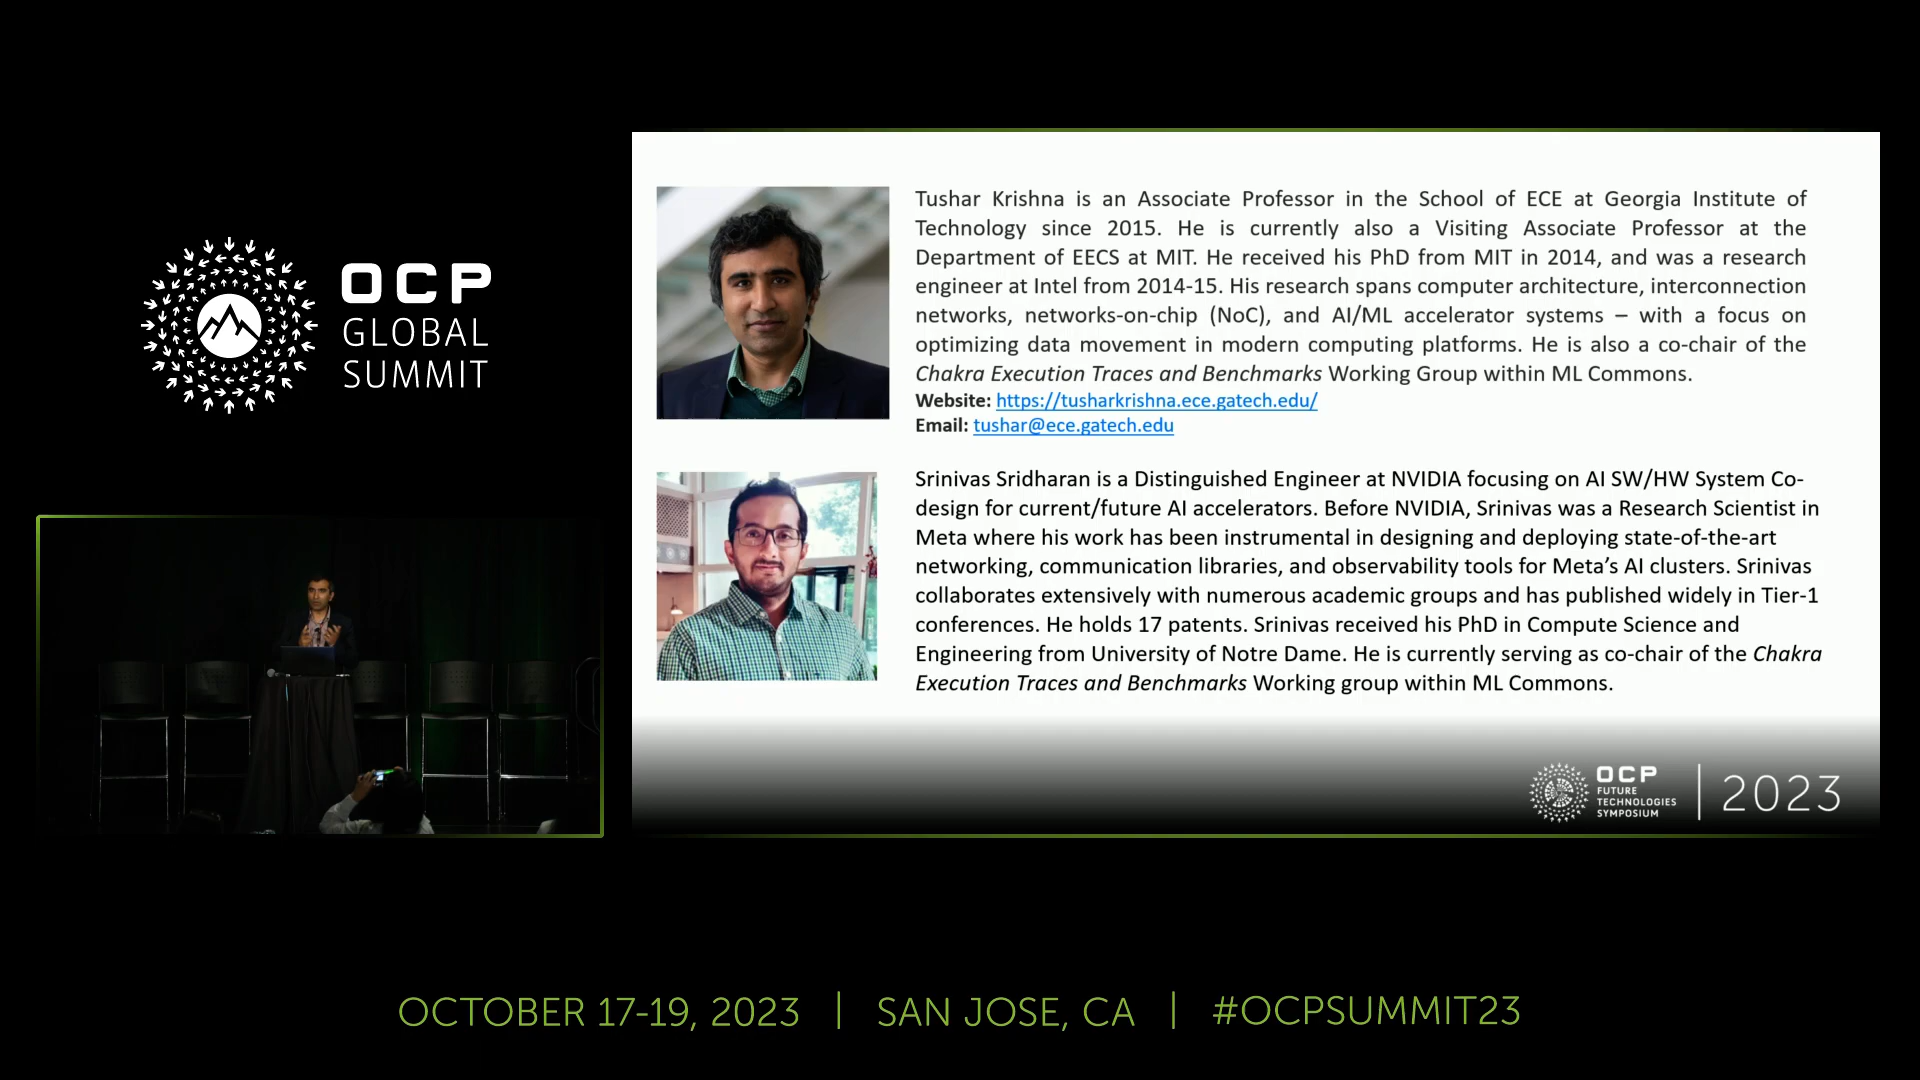 OCP
GLOBAL
SUMMIT
Tushar Krishna is an Associate Professor in the School of ECE at Georgia Institute of
Technology since 2015. He is currently also a Visiting Associate Professor at the
Department of EECS at MIT. He received his PhD from MIT in 2014, and was a research
engineer at Intel from 2014-15. His research spans computer architecture, interconnection
networks, networks-on-chip (NoC), and AI/ML accelerator systems – with a focus on
optimizing data movement in modern computing platforms. He is also a co-chair of the
Chakra Execution Traces and Benchmarks Working Group within ML Commons.
Website: https://tusharkrishna.ece.gatech.edu/
Email: tushar@ece.gatech.edu
Srinivas Sridharan is a Distinguished Engineer at NVIDIA focusing on AI SW/HW System Co-
design for current/future AI accelerators. Before NVIDIA, Srinivas was a Research Scientist in
Meta where his work has been instrumental in designing and deploying state-of-the-art
networking, communication libraries, and observability tools for Meta’s AI clusters. Srinivas
collaborates extensively with numerous academic groups and has published widely in Tier-1
conferences. He holds 17 patents. Srinivas received his PhD in Compute Science and
Engineering from University of Notre Dame. He is currently serving as co-chair of the Chakra
Execution Traces and Benchmarks Working group within ML Commons.
OCP
FUTURE
TECHNOLOGIES
SYMPOSIUM
2023
OCTOBER 17-19, 2023 | SAN JOSE, CA | #OCPSUMMIT23